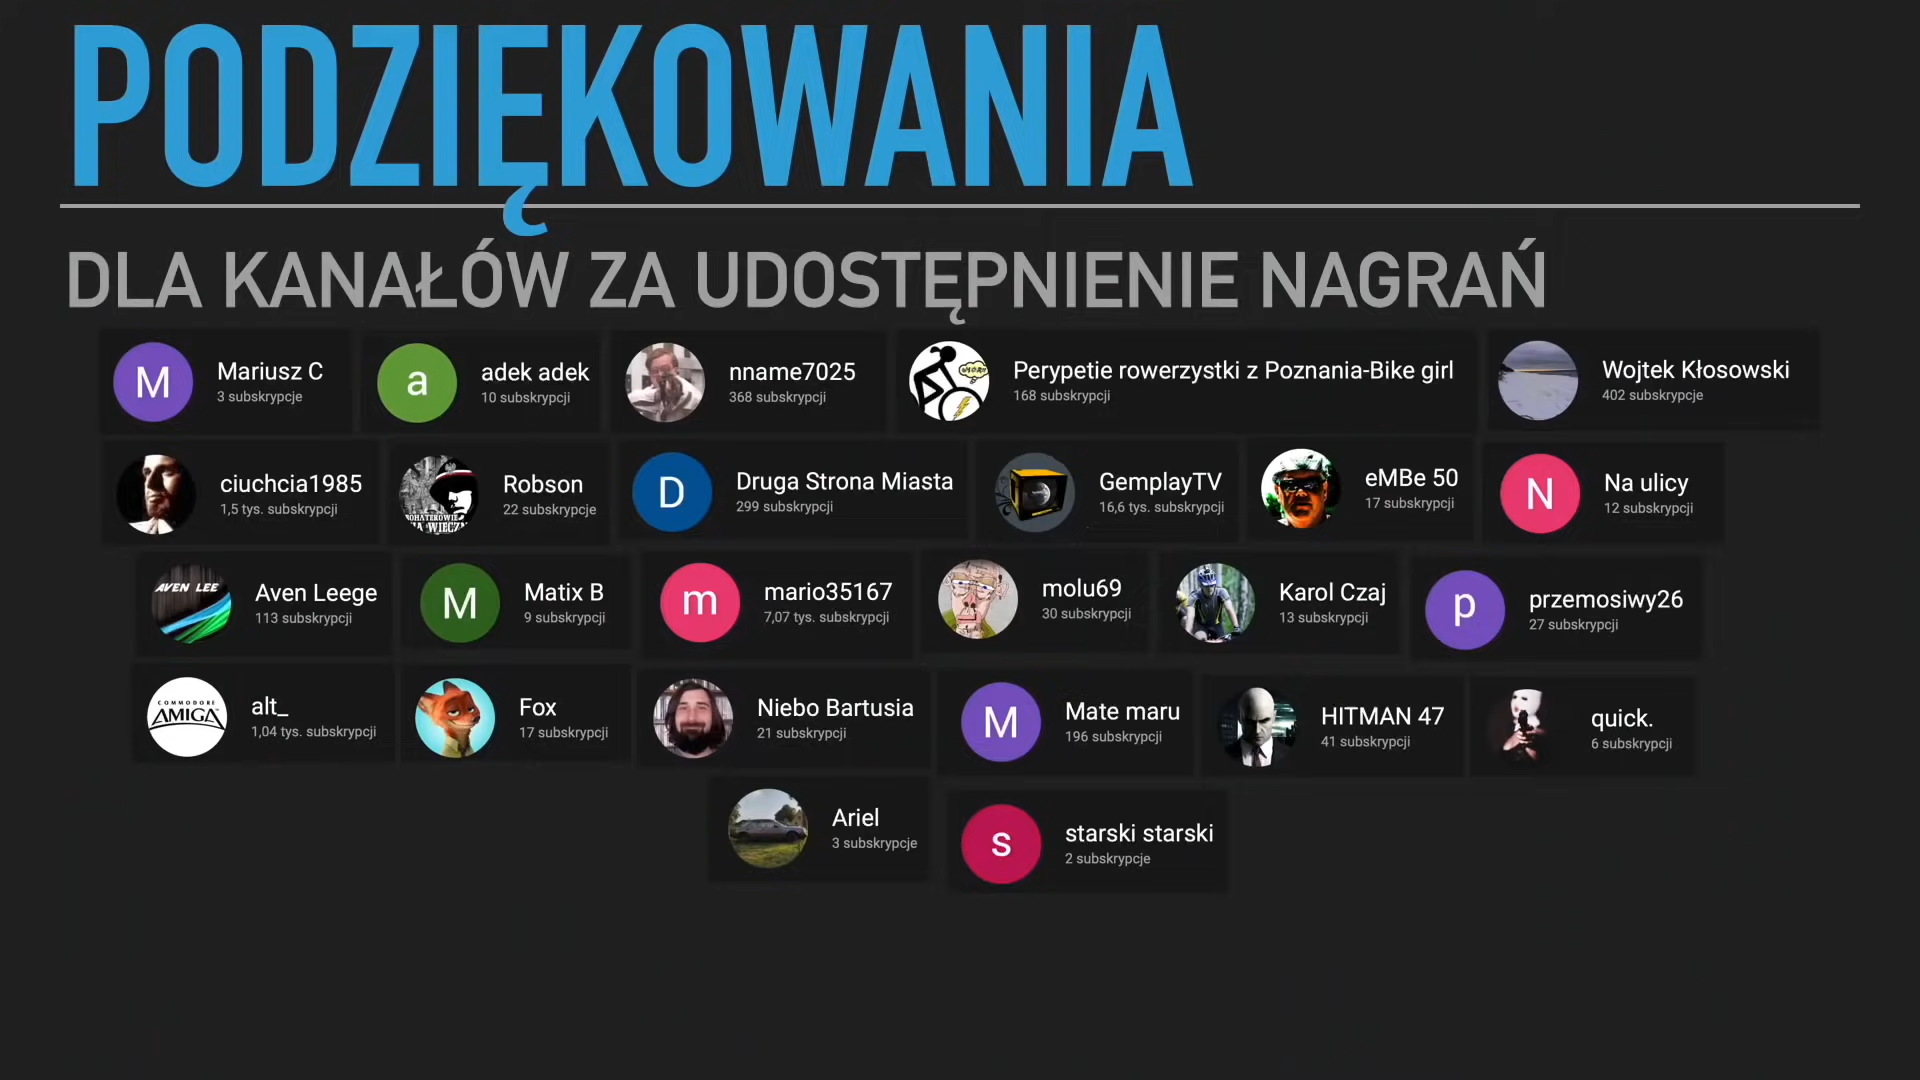 PODZIĘKOWANIA
DLA KANAŁÓW ZA UDOSTĘPNIENIE NAGRAŃ
M Mariusz C
3 subskrypcje
a adek adek
10 subskrypcji
nname7025
368 subskrypcji
Perypetie rowerzystki z Poznania-Bike girl
168 subskrypcji
Wojtek Kłosowski
402 subskrypcje
ciuchcia1985
1,5 tys. subskrypcji
Robson
22 subskrypcje
D Druga Strona Miasta
299 subskrypcji
GemplayTV
16,6 tys. subskrypcji
eMBe 50
17 subskrypcji
N Na ulicy
12 subskrypcji
AVEN LEE
Aven Leege
113 subskrypcji
M Matix B
9 subskrypcji
m mario35167
7,07 tys. subskrypcji
molu69
30 subskrypcji
Karol Czaj
13 subskrypcji
p przemosiwy26
27 subskrypcji
COMMODORE
AMIGA
alt_
1,04 tys. subskrypcji
Fox
17 subskrypcji
Niebo Bartusia
21 subskrypcji
M Mate maru
196 subskrypcji
HITMAN 47
41 subskrypcji
quick.
6 subskrypcji
Ariel
3 subskrypcje
s starski starski
2 subskrypcje